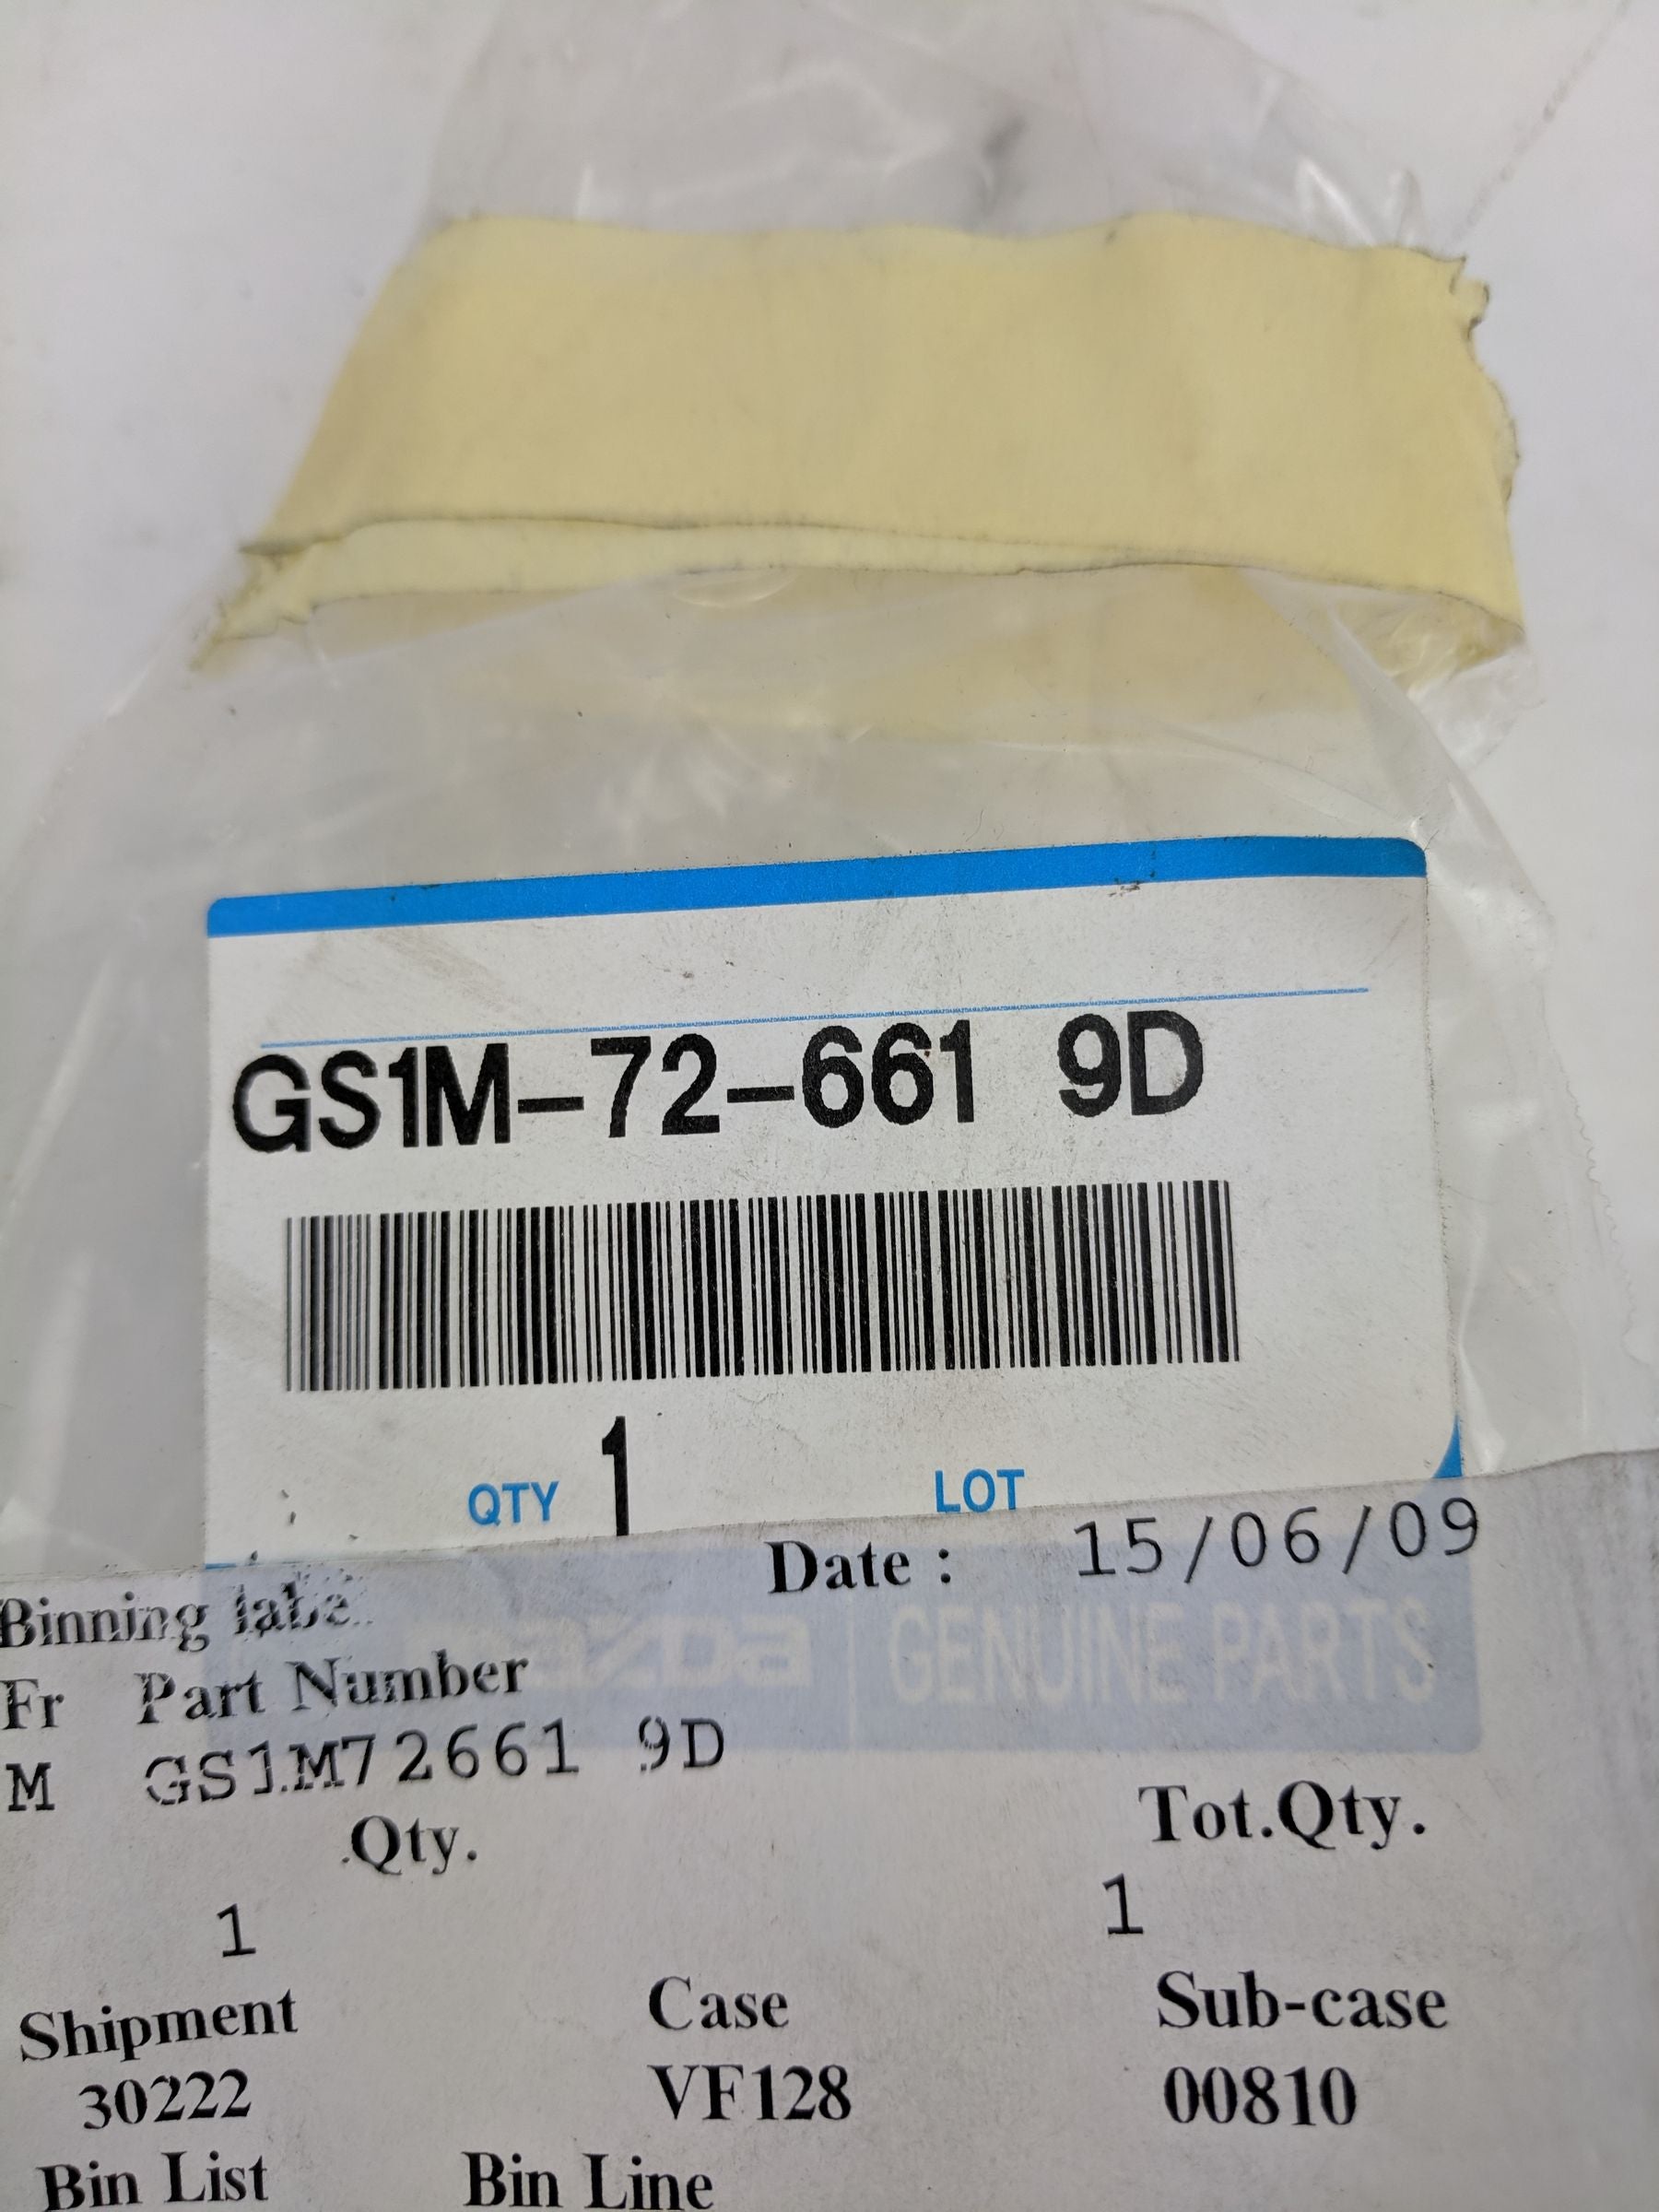 GS1M-72-661 9D
QTY 1 LOT
Date : 15/06/09
Binning labe
GENUINE PARTS
Fr Part Number
M GS1M72661 9D
Qty. Tot.Qty.
1 1
Shipment Case Sub-case
30222 VF128 00810
Bin List Bin Line